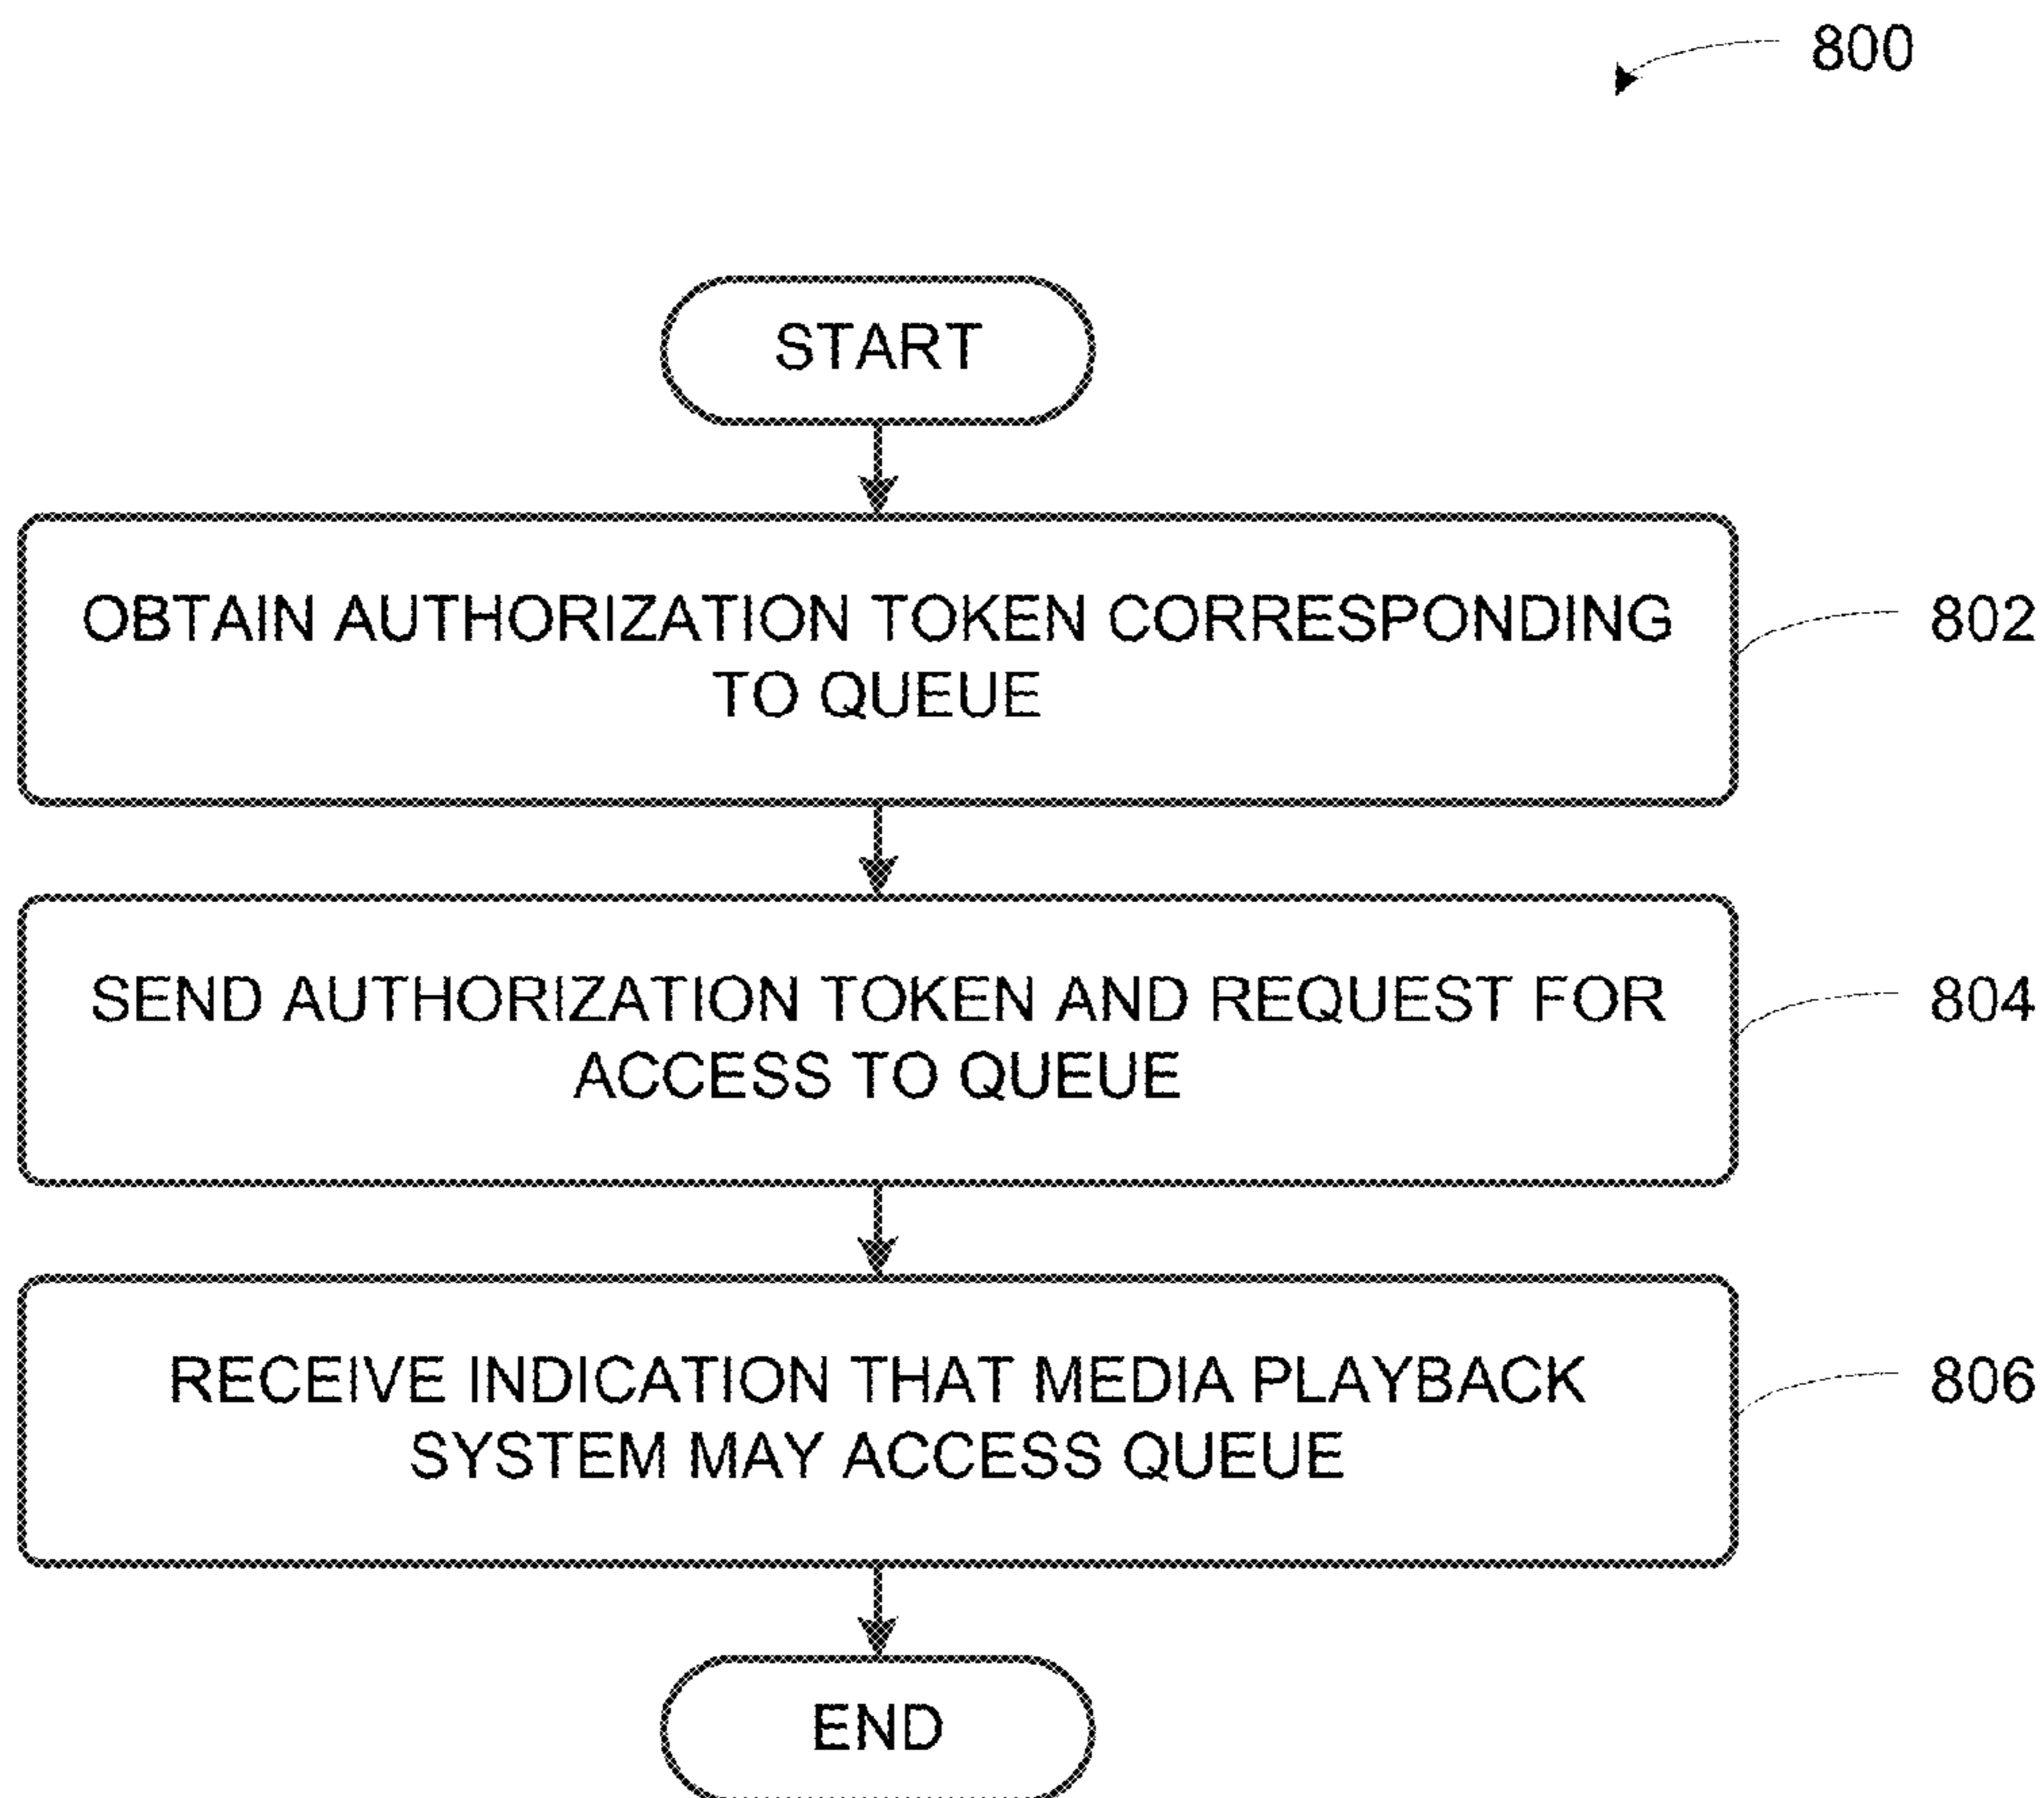 800
START
OBTAIN AUTHORIZATION TOKEN CORRESPONDING
TO QUEUE
802
SEND AUTHORIZATION TOKEN AND REQUEST FOR
ACCESS TO QUEUE
804
RECEIVE INDICATION THAT MEDIA PLAYBACK
SYSTEM MAY ACCESS QUEUE
806
END